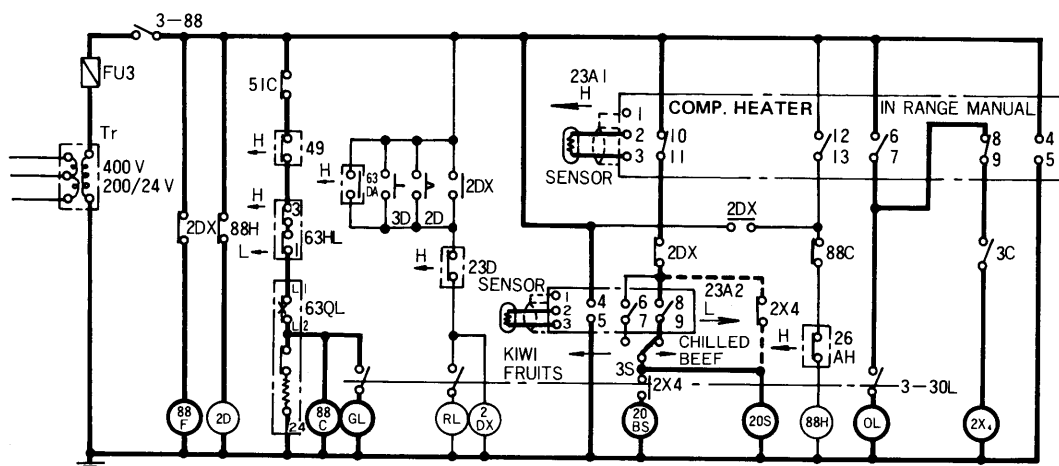 3-88
FU3
Tr
400 V
200/24 V
51C
H
49
H
3
63HL
1
L
L1
63QL
L2
24
2DX
88H
H
63
DA
3D
2D
2DX
H
23D
23A1
H
COMP. HEATER
IN RANGE MANUAL
1
2
3
SENSOR
10
11
12
13
6
7
8
9
4
5
2DX
2DX
88C
3C
SENSOR
1
2
3
4
5
6
7
8
9
23A2
L
2X4
H
26
AH
KIWI
FRUITS
CHILLED
BEEF
3S
2X4
3-30L
88
F
2D
88
C
GL
RL
2
DX
20
BS
20S
88H
OL
2X4